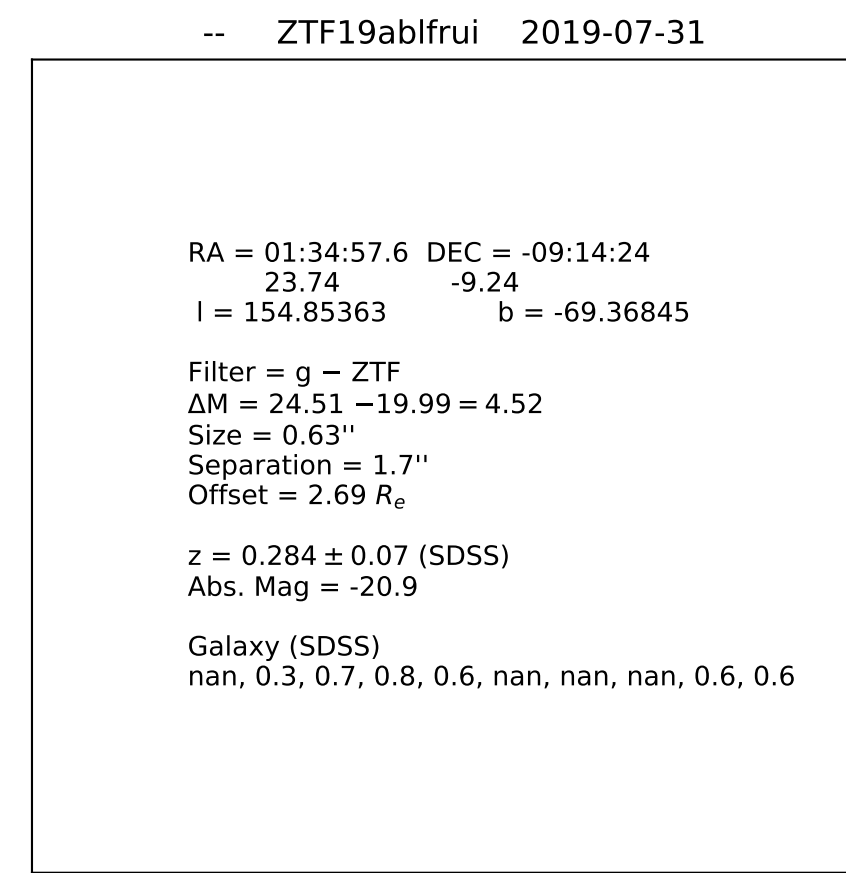 -- ZTF19ablfrui 2019-07-31
RA = 01:34:57.6 DEC = -09:14:24
23.74 -9.24
l = 154.85363 b = -69.36845
Filter = g − ZTF
ΔM = 24.51 −19.99 = 4.52
Size = 0.63''
Separation = 1.7''
Offset = 2.69 Rₑ
z = 0.284 ± 0.07 (SDSS)
Abs. Mag = -20.9
Galaxy (SDSS)
nan, 0.3, 0.7, 0.8, 0.6, nan, nan, nan, 0.6, 0.6